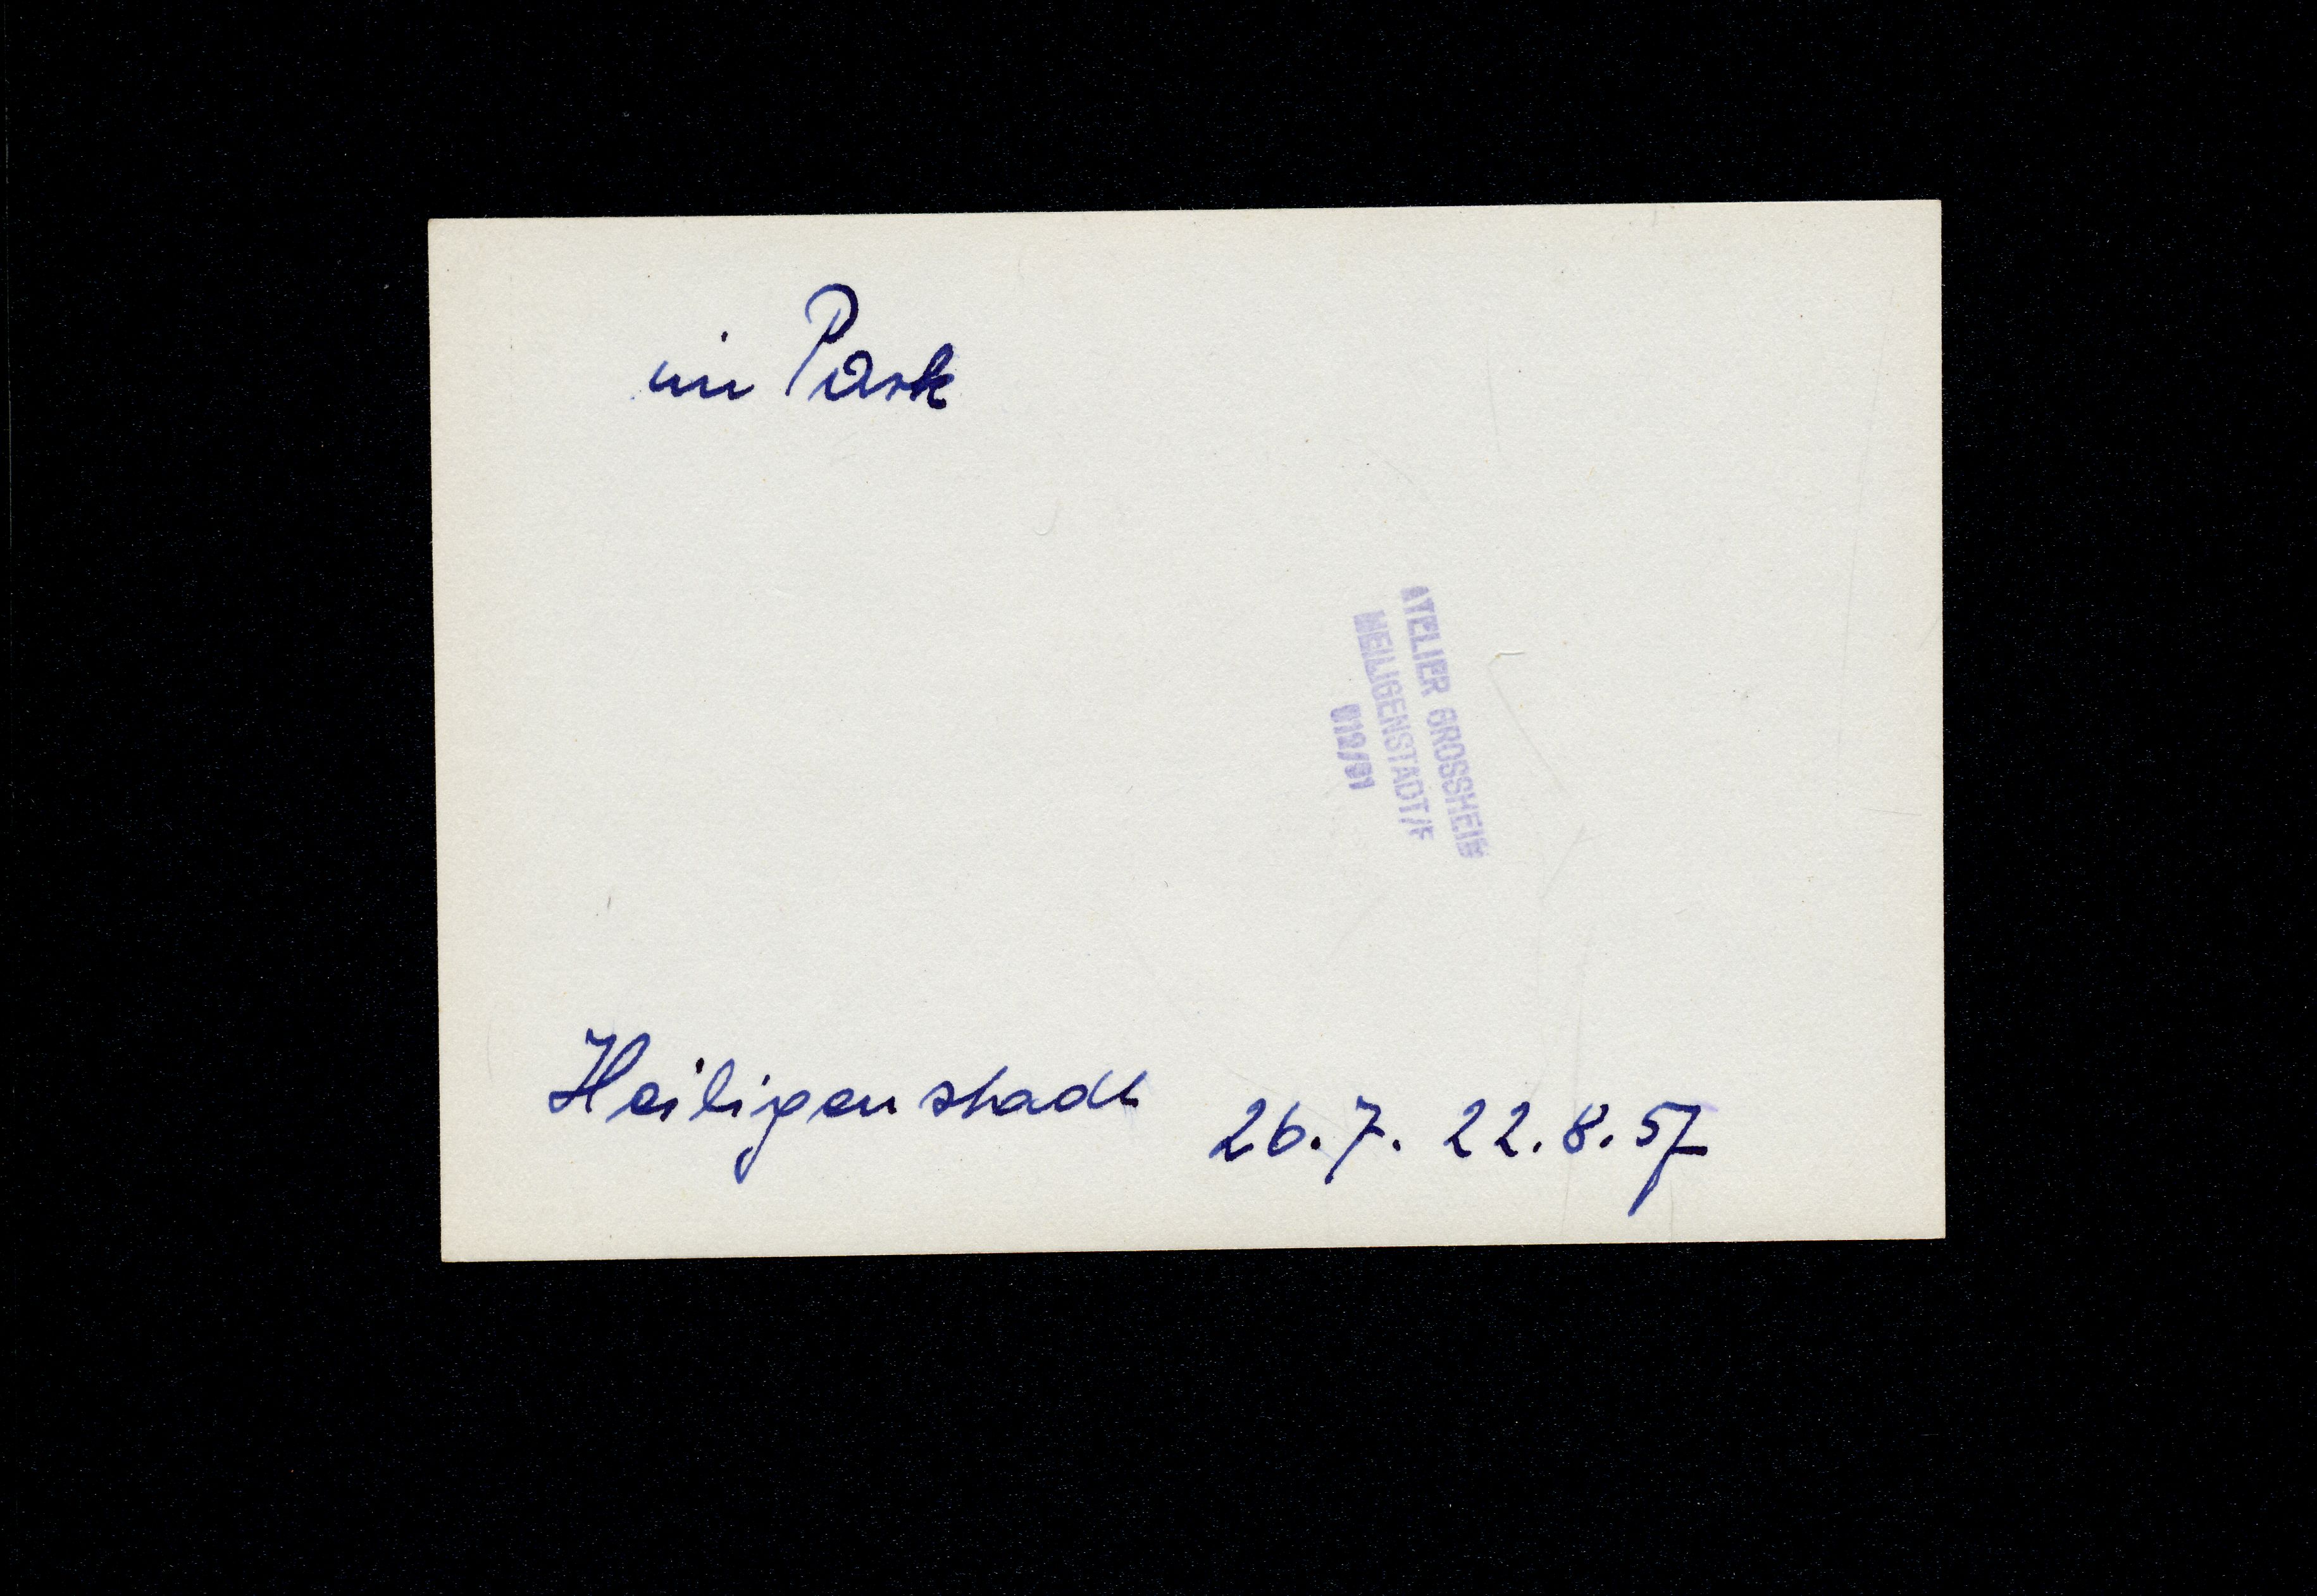 im Park
ATELIER GROSSHEIM
HEILIGENSTADT/E
Heiligenstadt 26.7. 22.8.57